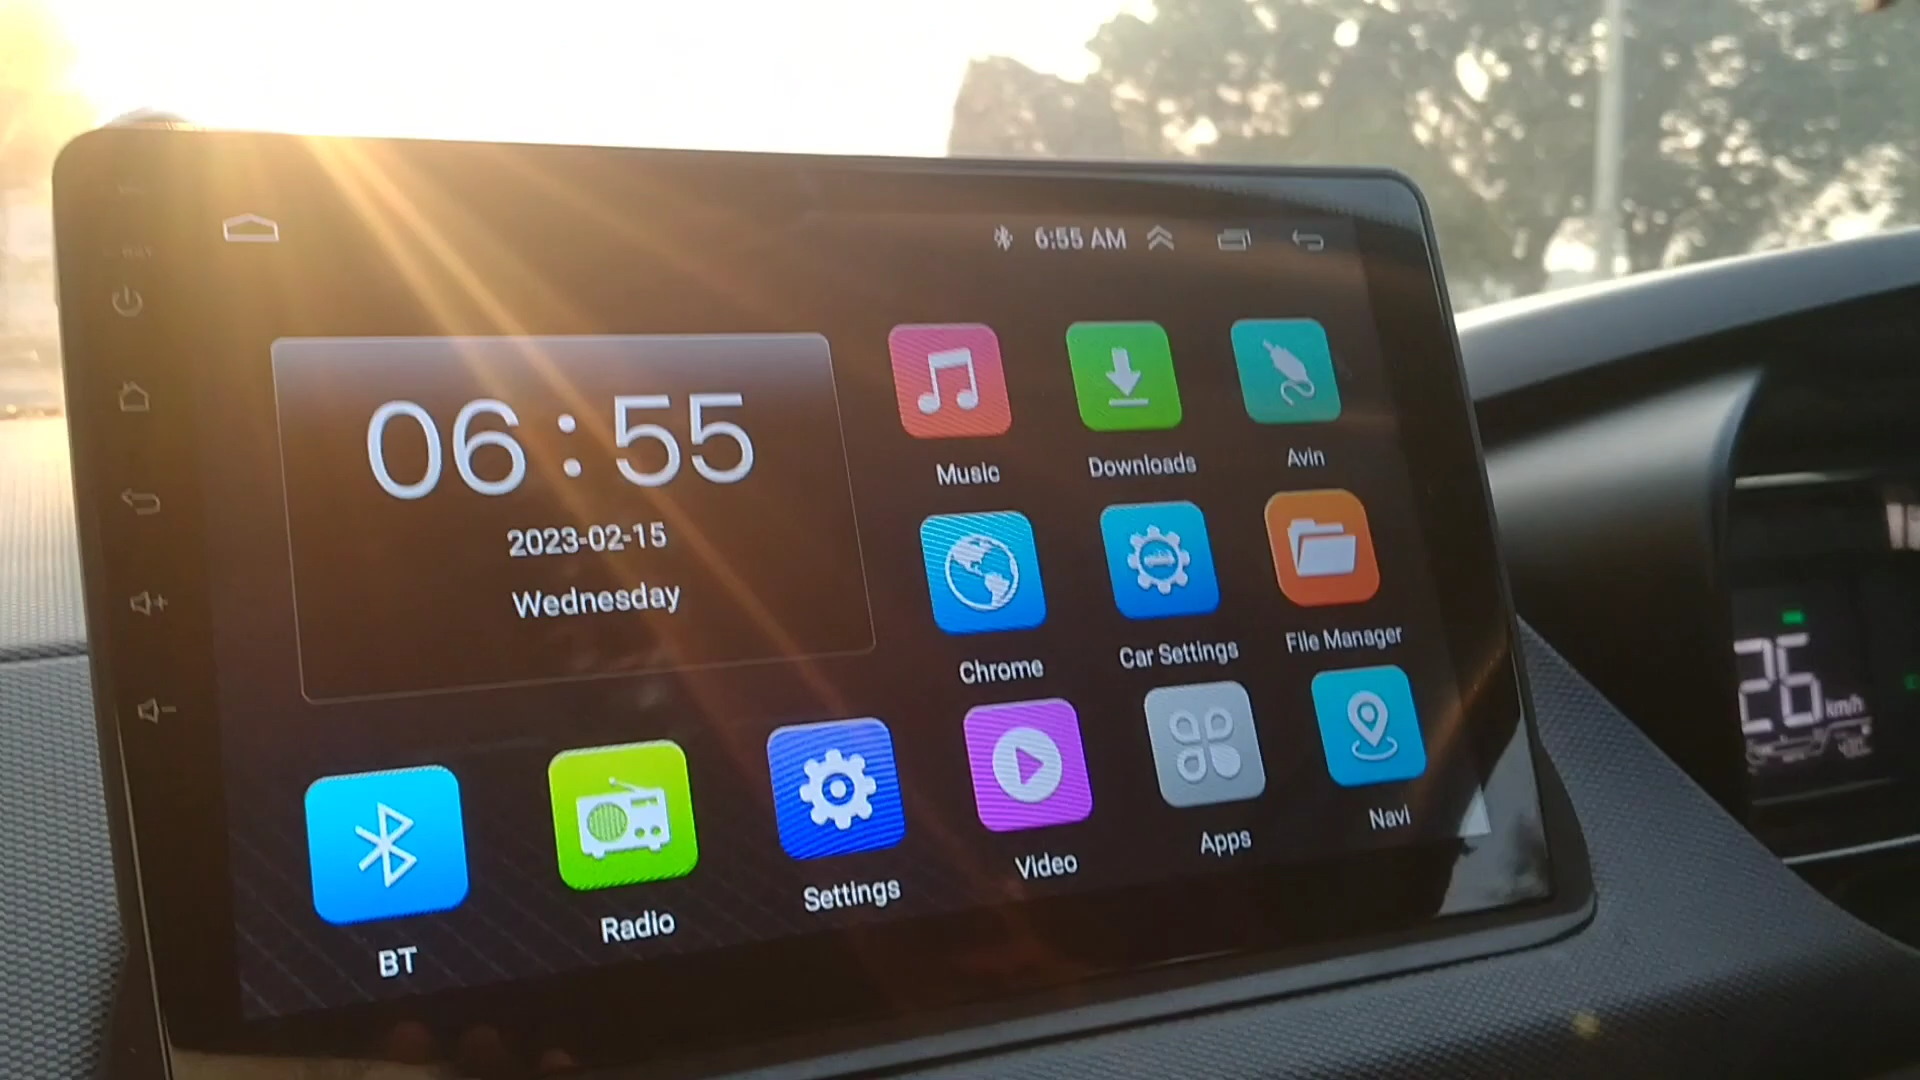 6:55 AM
06:55
2023-02-15
Wednesday
Music
Downloads
Avin
Chrome
Car Settings
File Manager
BT
Radio
Settings
Video
Apps
Navi
26 km/h